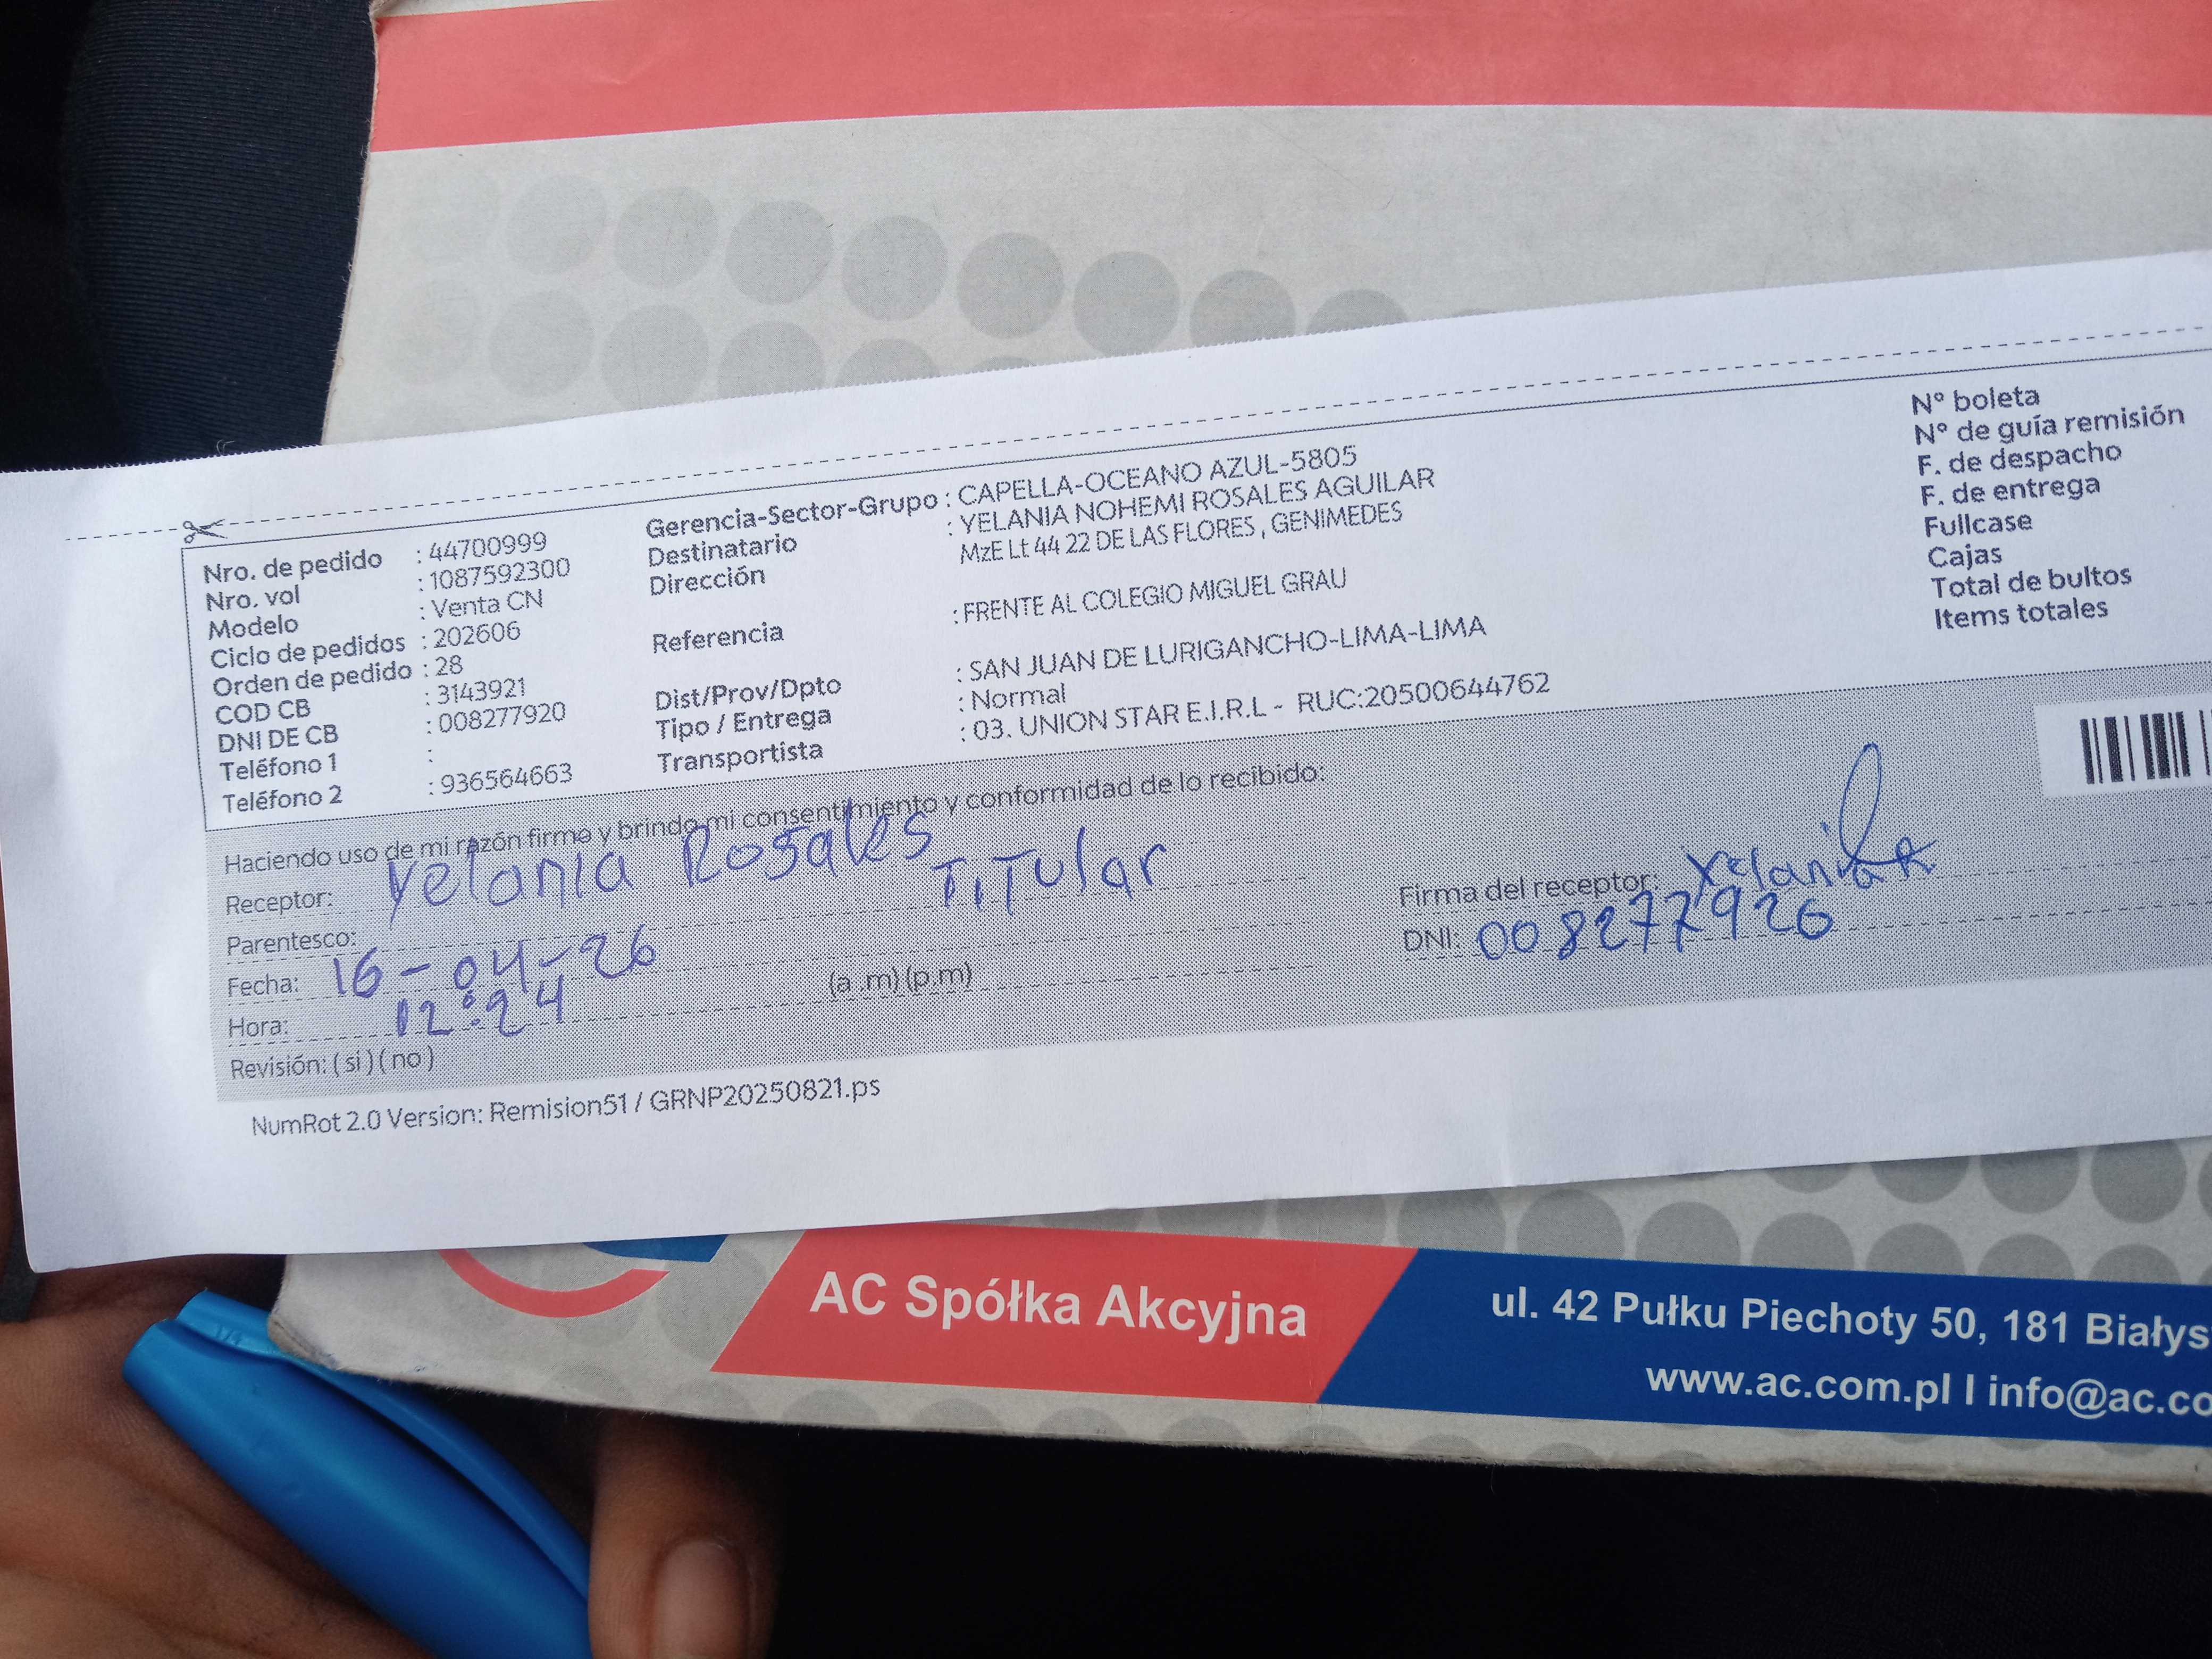 Nro. de pedido : 44700999
Nro. vol : 1087592300
Modelo : Venta CN
Ciclo de pedidos : 202606
Orden de pedido : 28
COD CB : 3143921
DNI DE CB : 008277920
Teléfono 1 :
Teléfono 2 : 936564663
Gerencia-Sector-Grupo : CAPELLA-OCEANO AZUL-5805
Destinatario : YELANIA NOHEMI ROSALES AGUILAR
Dirección MzE Lt 44 22 DE LAS FLORES , GENIMEDES
Referencia : FRENTE AL COLEGIO MIGUEL GRAU
Dist/Prov/Dpto : SAN JUAN DE LURIGANCHO-LIMA-LIMA
Tipo / Entrega : Normal
Transportista : 03. UNION STAR E.I.R.L - RUC:20500644762
N° boleta
N° de guía remisión
F. de despacho
F. de entrega
Fullcase
Cajas
Total de bultos
Items totales
Haciendo uso de mi razón firmo y brindo mi consentimiento y conformidad de lo recibido:
Receptor: Yelania Rosales
Parentesco: TiTular
Fecha: 16-04-26
Hora: 12:24 (a .m) (p.m)
Revisión: ( si ) ( no )
Firma del receptor: Yelania R
DNI: 008277920
NumRot 2.0 Version: Remision51 / GRNP20250821.ps
AC Spółka Akcyjna
ul. 42 Pułku Piechoty 50, 181 Białys
www.ac.com.pl I info@ac.co